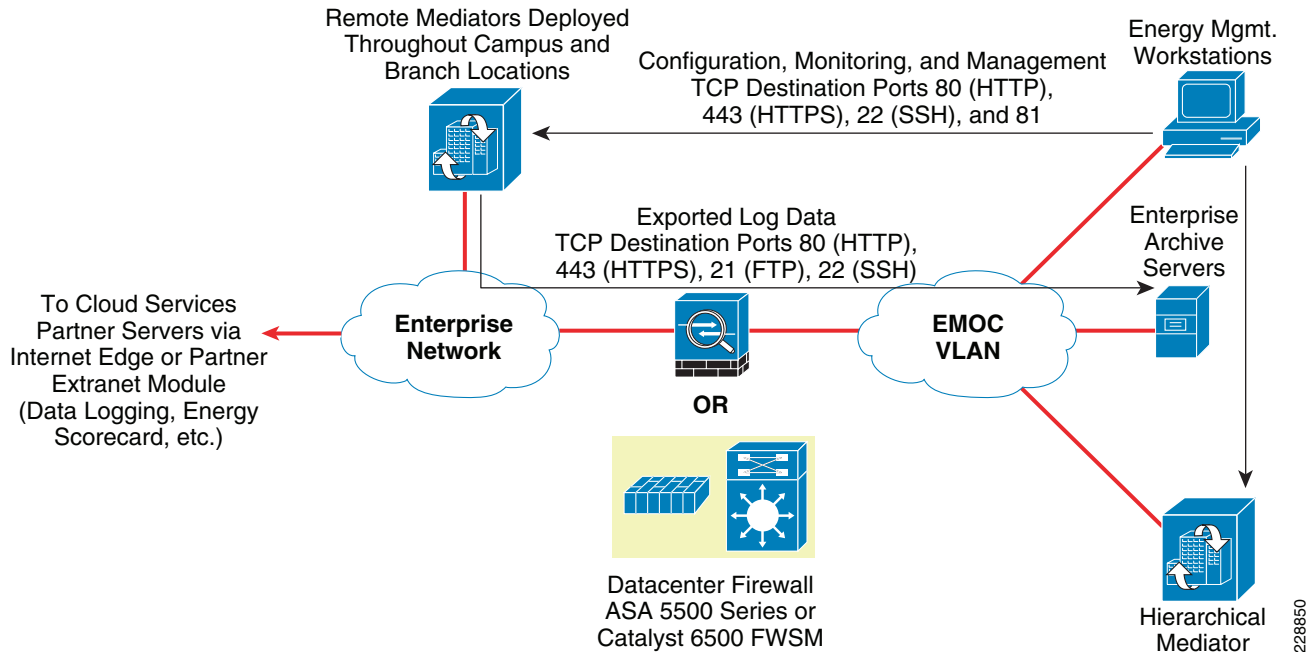 Remote Mediators Deployed
Throughout Campus and
Branch Locations
Configuration, Monitoring, and Management
TCP Destination Ports 80 (HTTP),
443 (HTTPS), 22 (SSH), and 81
Energy Mgmt.
Workstations
Exported Log Data
TCP Destination Ports 80 (HTTP),
443 (HTTPS), 21 (FTP), 22 (SSH)
Enterprise
Archive
Servers
To Cloud Services
Partner Servers via
Internet Edge or Partner
Extranet Module
(Data Logging, Energy
Scorecard, etc.)
Enterprise
Network
EMOC
VLAN
OR
Datacenter Firewall
ASA 5500 Series or
Catalyst 6500 FWSM
Hierarchical
Mediator
228850